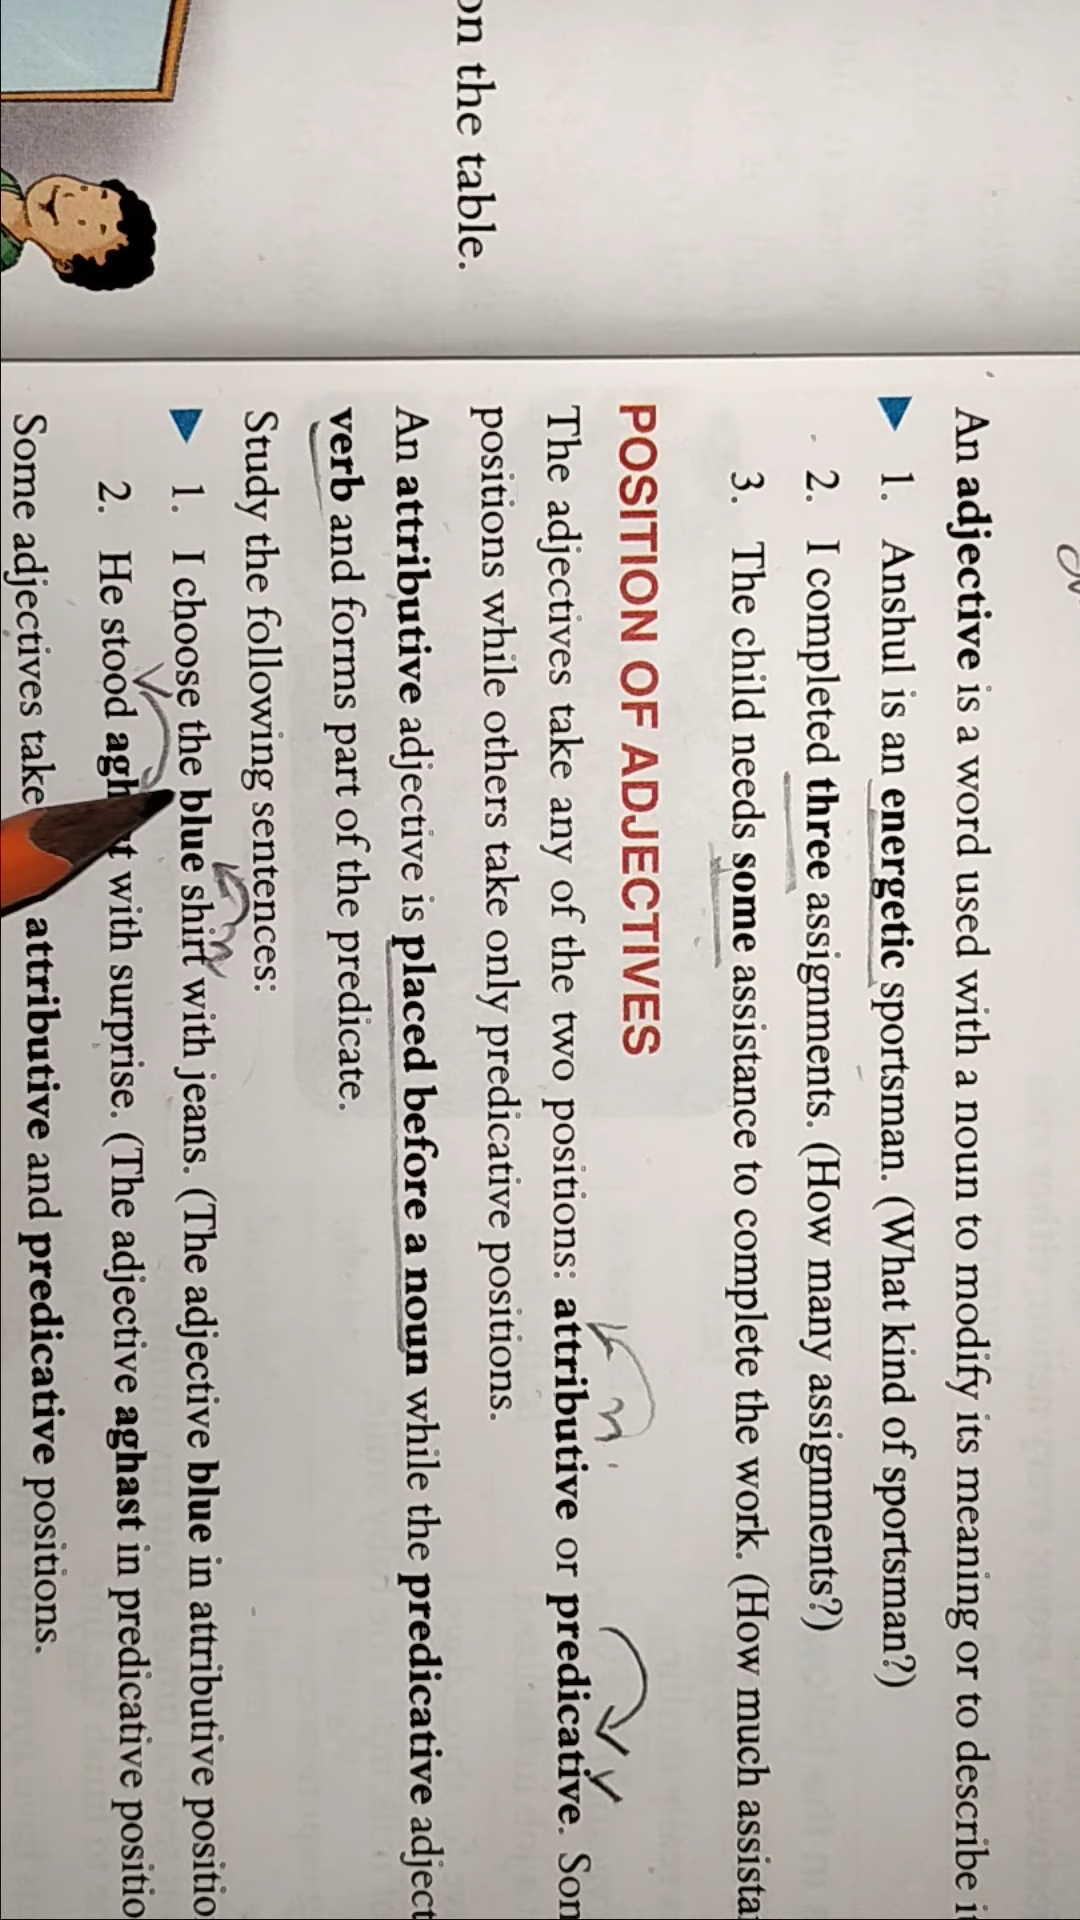 on the table.
An adjective is a word used with a noun to modify its meaning or to describe
1. Anshul is an energetic sportsman. (What kind of sportsman?)
2. I completed three assignments. (How many assignments?)
3. The child needs some assistance to complete the work. (How much
POSITION OF ADJECTIVES
The adjectives take any of the two positions: attributive or predicative.
positions while others take only predicative positions.
An attributive adjective is placed before a noun while the predicative
verb and forms part of the predicate.
Study the following sentences:
1. I choose the blue shirt with jeans. (The adjective blue in attributive
2. He stood with surprise. (The adjective aghast in predicative
Some adjectives take attributive and predicative positions.
n
n
v
v